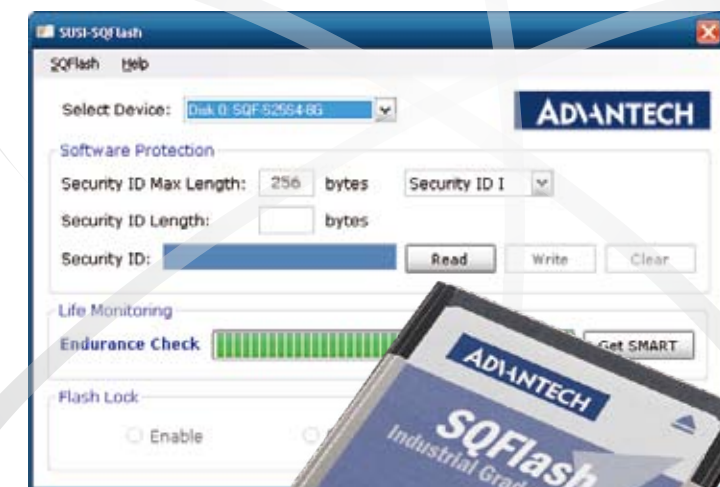 SUSI-SQFlash
SQFlash Help
Select Device: Disk 0: SQF-S25S4-8G
ADVANTECH
Software Protection
Security ID Max Length: 256 bytes Security ID I
Security ID Length: bytes
Security ID: Read Write Clear
Life Monitoring
Endurance Check Get SMART
Flash Lock
Enable
ADVANTECH
SQFlash
Industrial